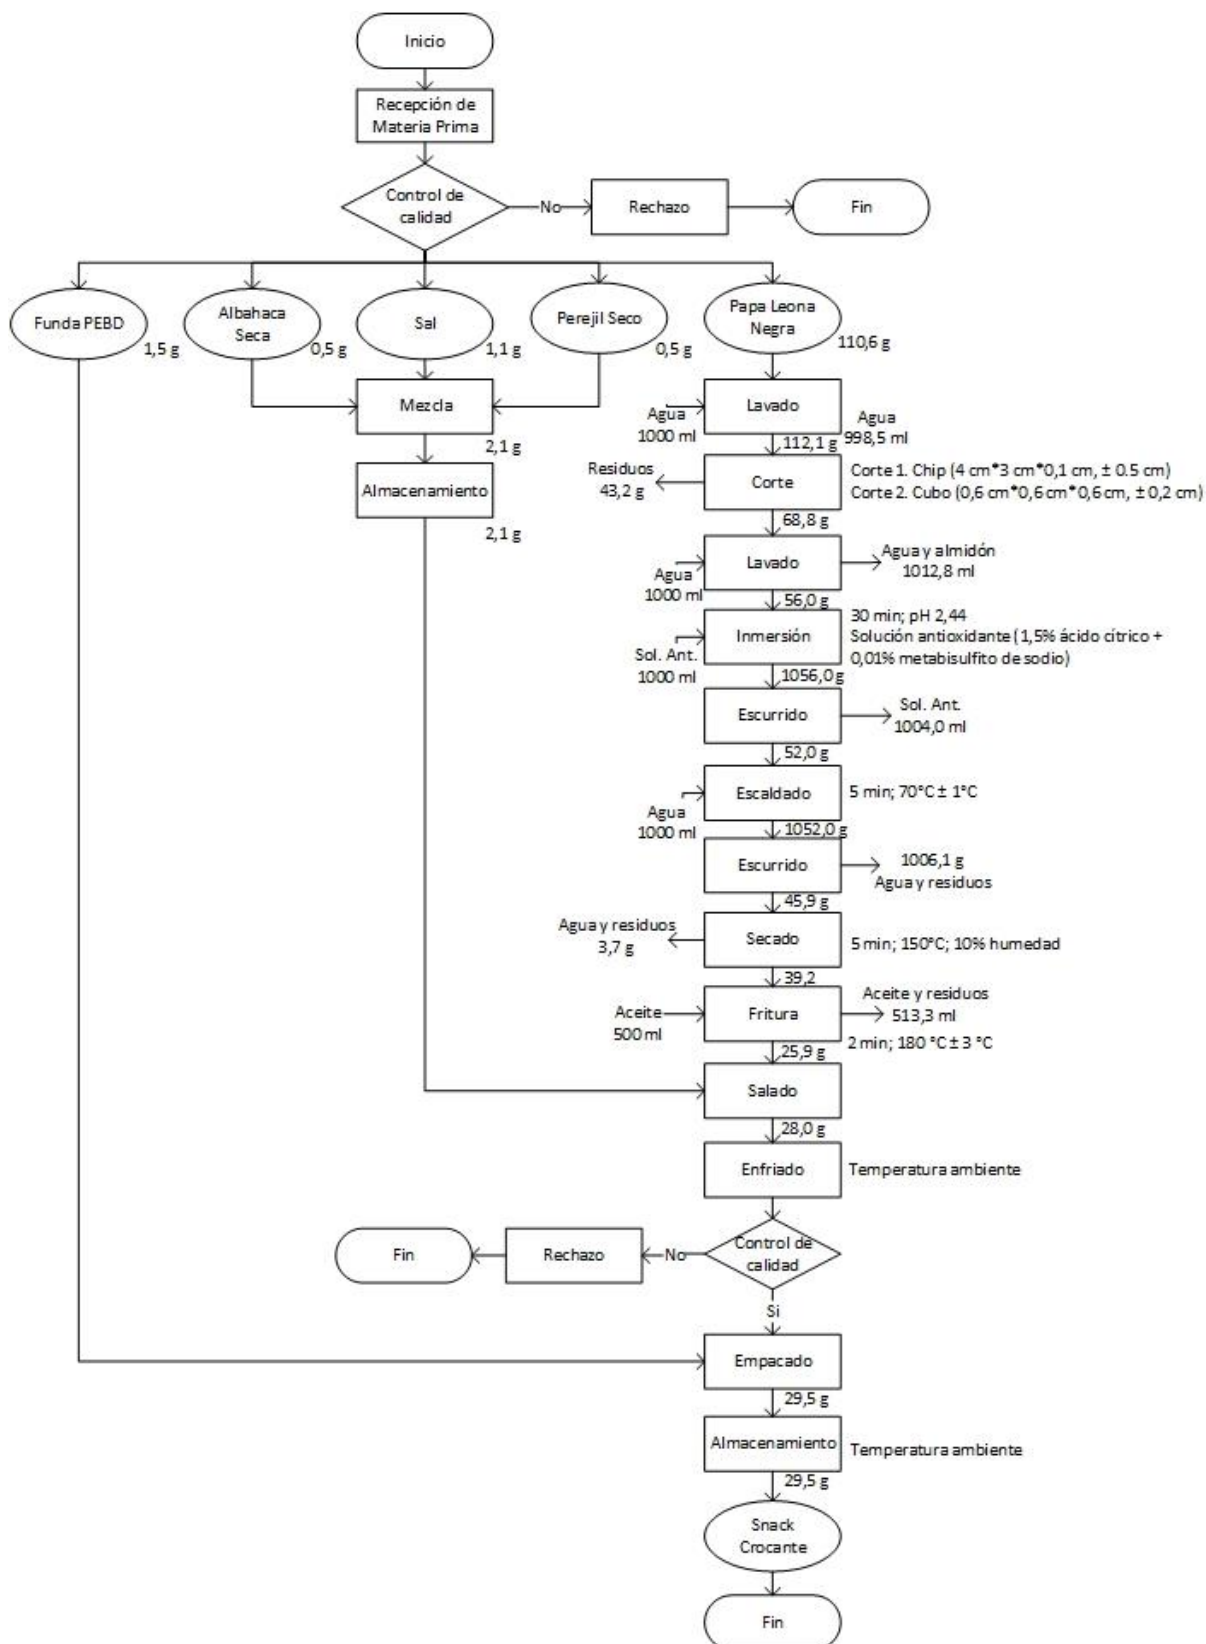 Inicio
Recepción de
Materia Prima
Control de
calidad
No
Rechazo
Fin
Funda PEBD
1,5 g
Albahaca
Seca
0,5 g
Sal
1,1 g
Perejil Seco
0,5 g
Papa Leona
Negra
110,6 g
Mezcla
2,1 g
Almacenamiento
2,1 g
Agua
1000 ml
Lavado
Agua
998,5 ml
112,1 g
Residuos
43,2 g
Corte
Corte 1. Chip (4 cm*3 cm*0,1 cm, ± 0.5 cm)
Corte 2. Cubo (0,6 cm*0,6 cm*0,6 cm, ± 0,2 cm)
68,8 g
Agua
1000 ml
Lavado
Agua y almidón
1012,8 ml
56,0 g
Sol. Ant.
1000 ml
Inmersión
30 min; pH 2,44
Solución antioxidante (1,5% ácido cítrico +
0,01% metabisulfito de sodio)
1056,0 g
Escurrido
Sol. Ant.
1004,0 ml
52,0 g
Agua
1000 ml
Escaldado
5 min; 70°C ± 1°C
1052,0 g
Escurrido
1006,1 g
Agua y residuos
45,9 g
Agua y residuos
3,7 g
Secado
5 min; 150°C; 10% humedad
39,2
Aceite
500 ml
Fritura
Aceite y residuos
513,3 ml
2 min; 180 °C ± 3 °C
25,9 g
Salado
28,0 g
Enfriado
Temperatura ambiente
Control de
calidad
No
Rechazo
Fin
Si
Empacado
29,5 g
Almacenamiento
Temperatura ambiente
29,5 g
Snack
Crocante
Fin